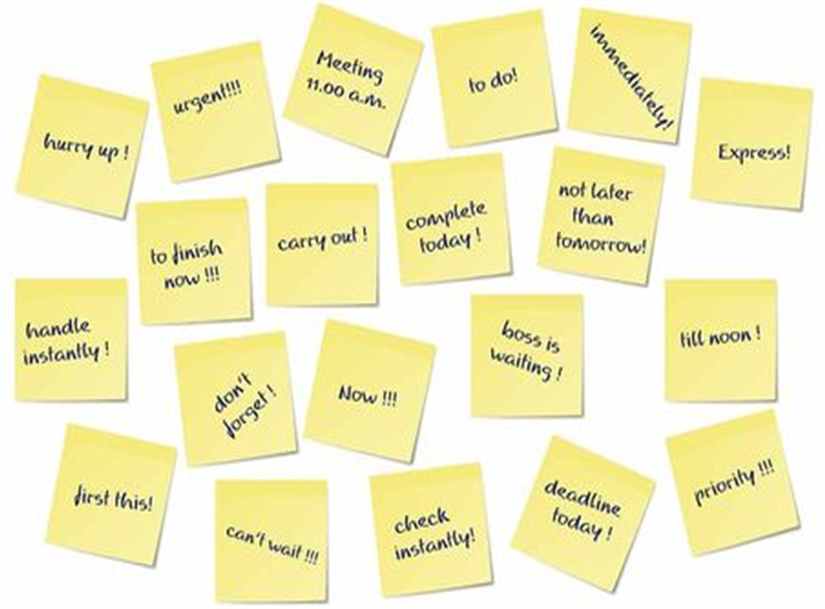 hurry up !
urgent!!!
Meeting
11.00 a.m.
to do!
immediately!
Express!
to finish
now !!!
carry out !
complete
today !
not later
than
tomorrow!
handle
instantly !
don't
forget !
Now !!!
boss is
waiting !
till noon !
first this!
can't wait !!!
check
instantly!
deadline
today !
priority !!!